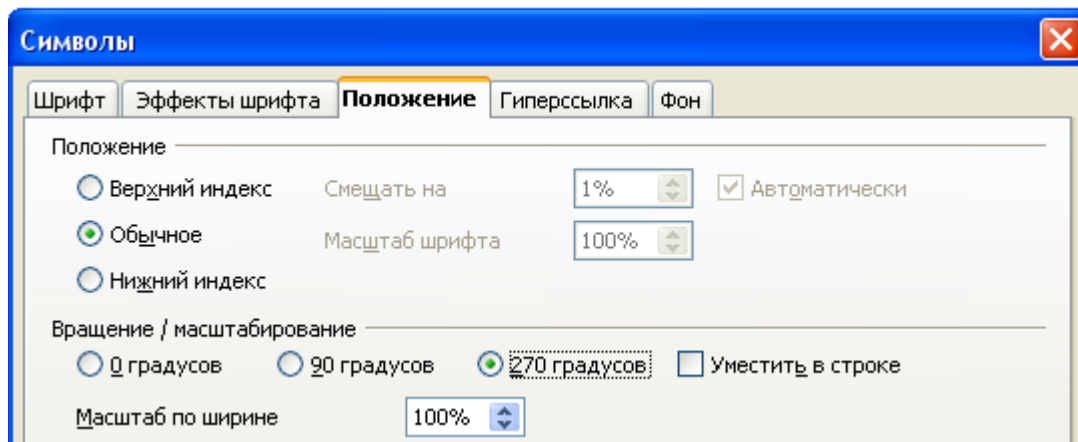 Символы
Шрифт Эффекты шрифта Положение Гиперссылка Фон
Положение
Верхний индекс Смещать на 1% Автоматически
Обычное Масштаб шрифта 100%
Нижний индекс
Вращение / масштабирование
0 градусов 90 градусов 270 градусов Уместить в строке
Масштаб по ширине 100%